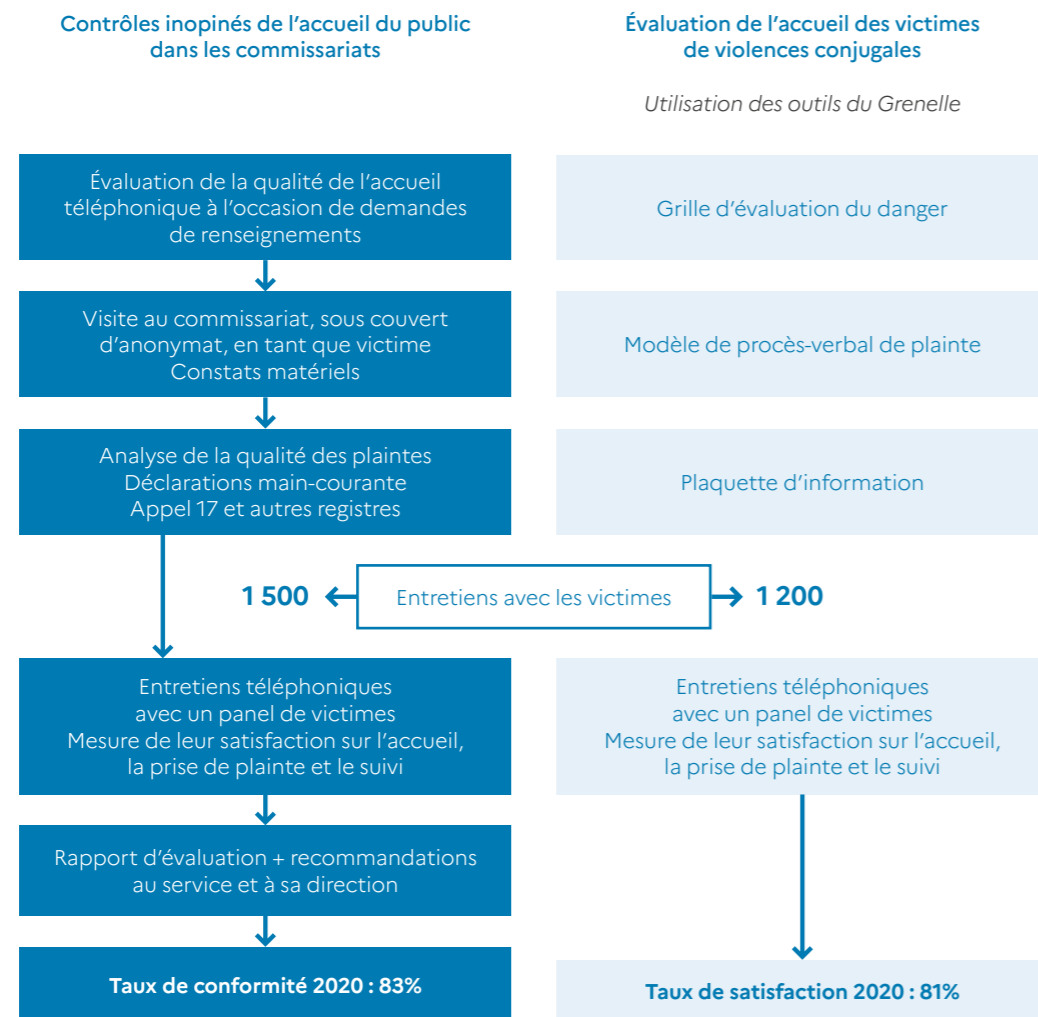 Contrôles inopinés de l’accueil du public
dans les commissariats
Évaluation de l’accueil des victimes
de violences conjugales
Utilisation des outils du Grenelle
Évaluation de la qualité de l’accueil
téléphonique à l’occasion de demandes
de renseignements
Grille d’évaluation du danger
Visite au commissariat, sous couvert
d’anonymat, en tant que victime
Constats matériels
Modèle de procès-verbal de plainte
Analyse de la qualité des plaintes
Déclarations main-courante
Appel 17 et autres registres
Plaquette d’information
1 500
Entretiens avec les victimes
1 200
Entretiens téléphoniques
avec un panel de victimes
Mesure de leur satisfaction sur l’accueil,
la prise de plainte et le suivi
Entretiens téléphoniques
avec un panel de victimes
Mesure de leur satisfaction sur l’accueil,
la prise de plainte et le suivi
Rapport d’évaluation + recommandations
au service et à sa direction
Taux de conformité 2020 : 83%
Taux de satisfaction 2020 : 81%